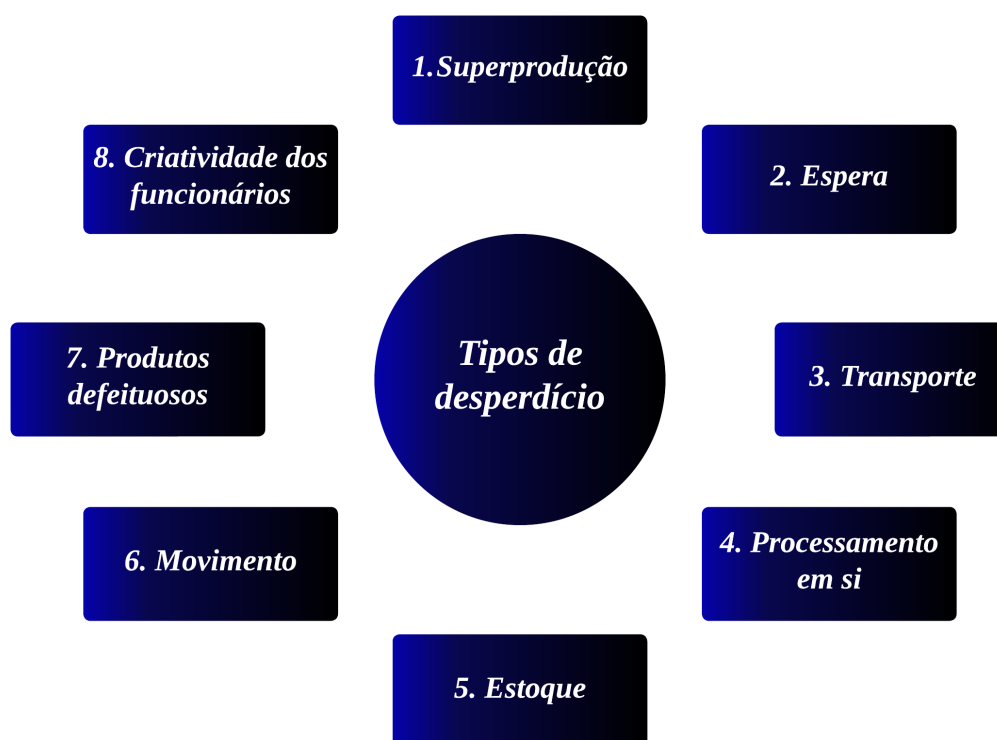 1.Superprodução
2. Espera
3. Transporte
4. Processamento
em si
5. Estoque
6. Movimento
7. Produtos
defeituosos
8. Criatividade dos
funcionários
Tipos de
desperdício